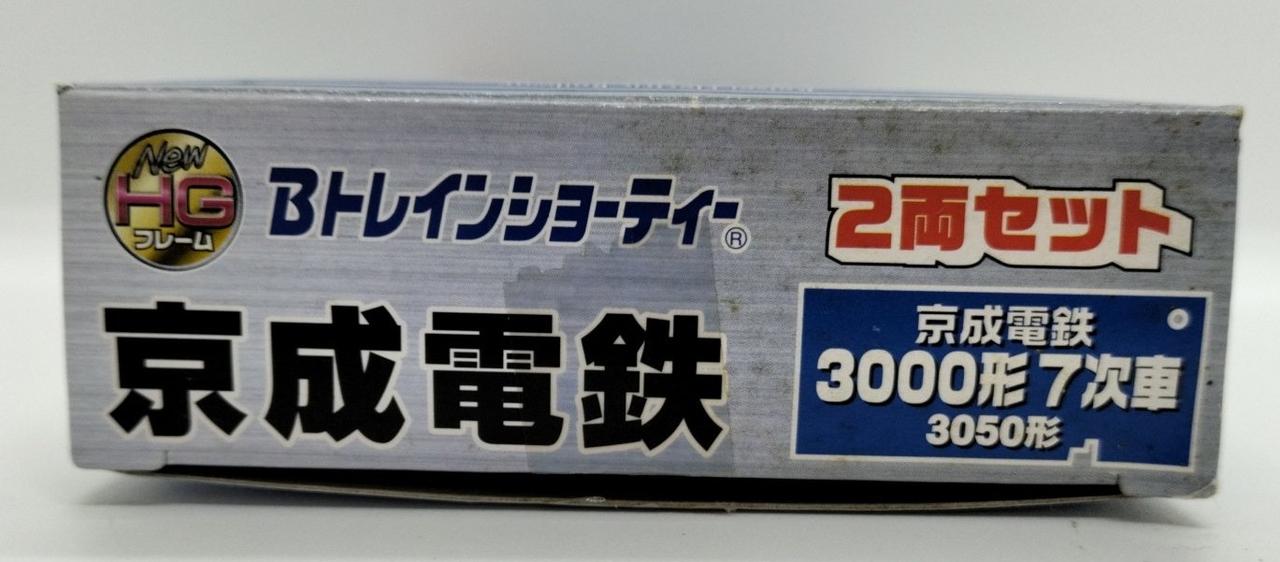 New
HG
フレーム
Bトレインショーティー®
2両セット
京成電鉄
京成電鉄
3000形7次車
3050形